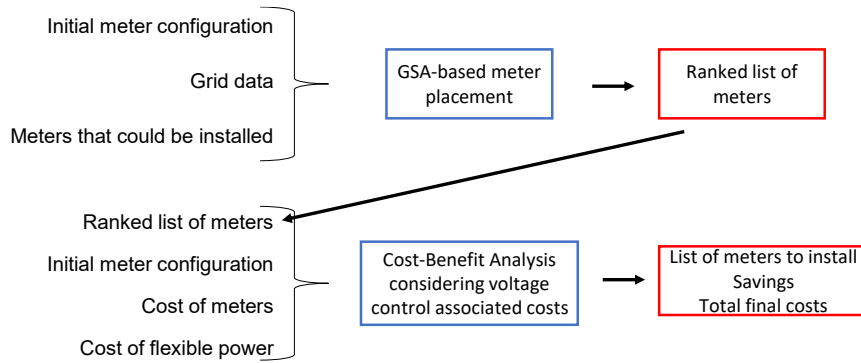 Initial meter configuration
Grid data
Meters that could be installed
GSA-based meter
placement
Ranked list of
meters
Ranked list of meters
Initial meter configuration
Cost of meters
Cost of flexible power
Cost-Benefit Analysis
considering voltage
control associated costs
List of meters to install
Savings
Total final costs